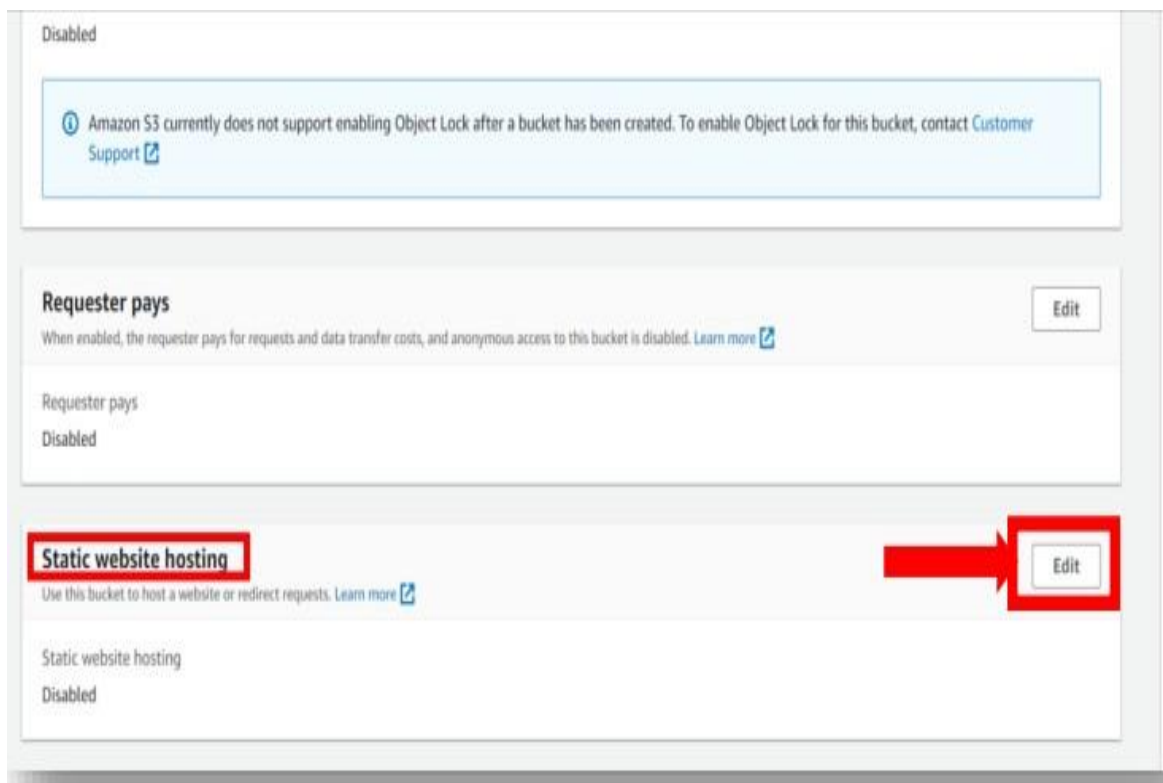 Disabled
Amazon S3 currently does not support enabling Object Lock after a bucket has been created. To enable Object Lock for this bucket, contact Customer
Support
Requester pays
Edit
When enabled, the requester pays for requests and data transfer costs, and anonymous access to this bucket is disabled. Learn more
Requester pays
Disabled
Static website hosting
Edit
Use this bucket to host a website or redirect requests. Learn more
Static website hosting
Disabled